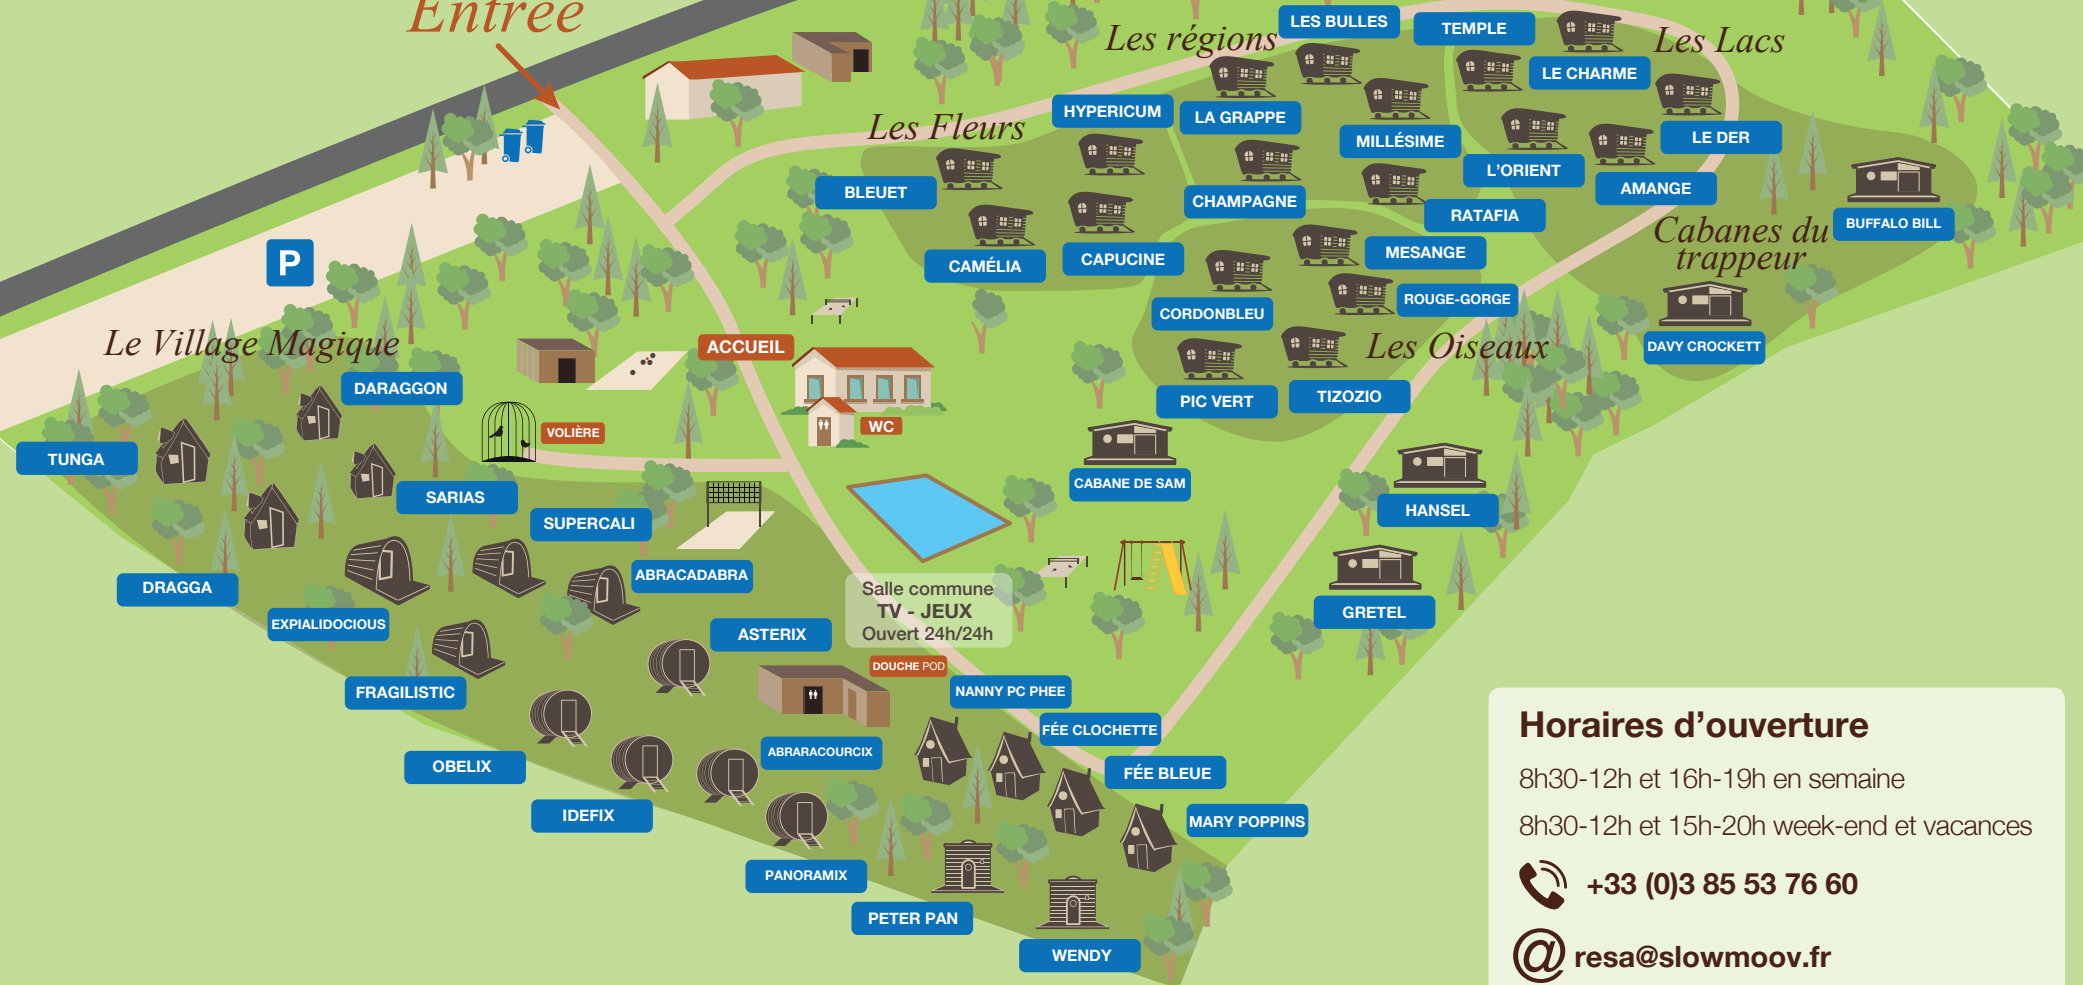 Entrée
Les régions
LES BULLES
TEMPLE
Les Lacs
LE CHARME
HYPERICUM
LA GRAPPE
Les Fleurs
MILLÉSIME
LE DER
L'ORIENT
AMANGE
BLEUET
CHAMPAGNE
RATAFIA
BUFFALO BILL
Cabanes du
trappeur
P
CAMÉLIA
CAPUCINE
MESANGE
ROUGE-GORGE
CORDONBLEU
Le Village Magique
ACCUEIL
Les Oiseaux
DAVY CROCKETT
DARAGGON
PIC VERT
TIZOZIO
VOLIÈRE
WC
TUNGA
CABANE DE SAM
SARIAS
HANSEL
SUPERCALI
ABRACADABRA
DRAGGA
Salle commune
TV - JEUX
Ouvert 24h/24h
GRETEL
EXPIALIDOCIOUS
ASTERIX
DOUCHE POD
FRAGILISTIC
NANNY PC PHEE
FÉE CLOCHETTE
ABRARACOURCIX
OBELIX
FÉE BLEUE
IDEFIX
MARY POPPINS
PANORAMIX
PETER PAN
WENDY
Horaires d’ouverture
8h30-12h et 16h-19h en semaine
8h30-12h et 15h-20h week-end et vacances
+33 (0)3 85 53 76 60
@ resa@slowmoov.fr